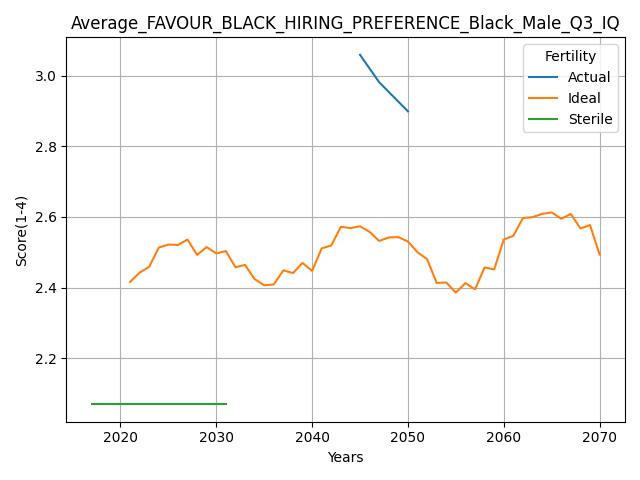 Average_FAVOUR_BLACK_HIRING_PREFERENCE_Black_Male_Q3_IQ
Fertility
Actual
Ideal
Sterile
3.0
2.8
2.6
2.4
2.2
Score(1-4)
2020 2030 2040 2050 2060 2070
Years